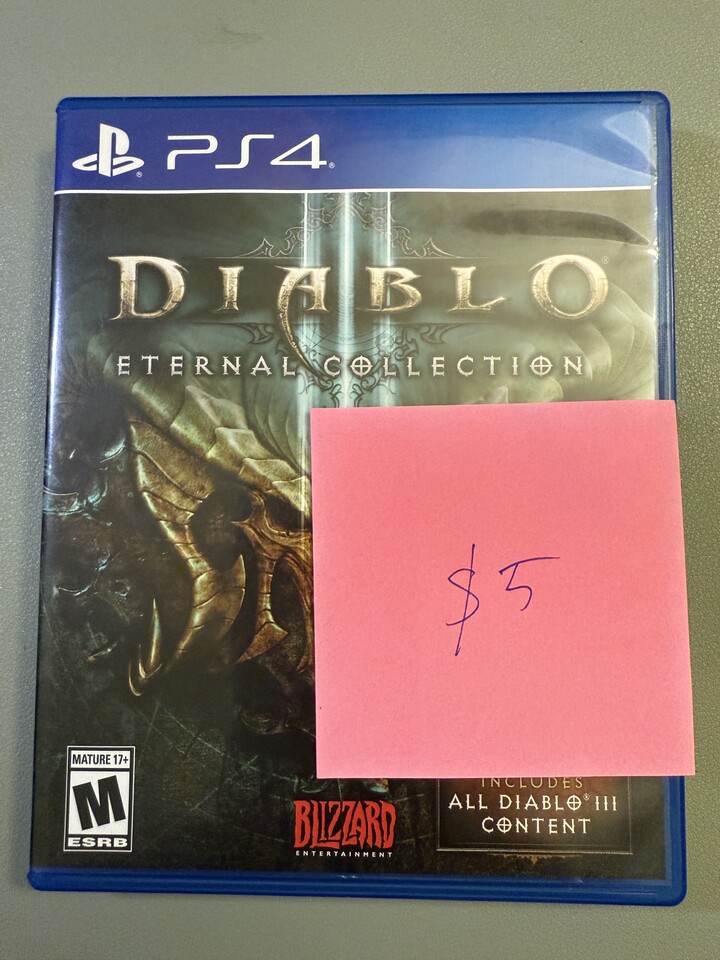 PS4
DIABLO
ETERNAL COLLECTION
$5
MATURE 17+
M
ESRB
BLIZZARD
ENTERTAINMENT
INCLUDES
ALL DIABLO® III
CONTENT